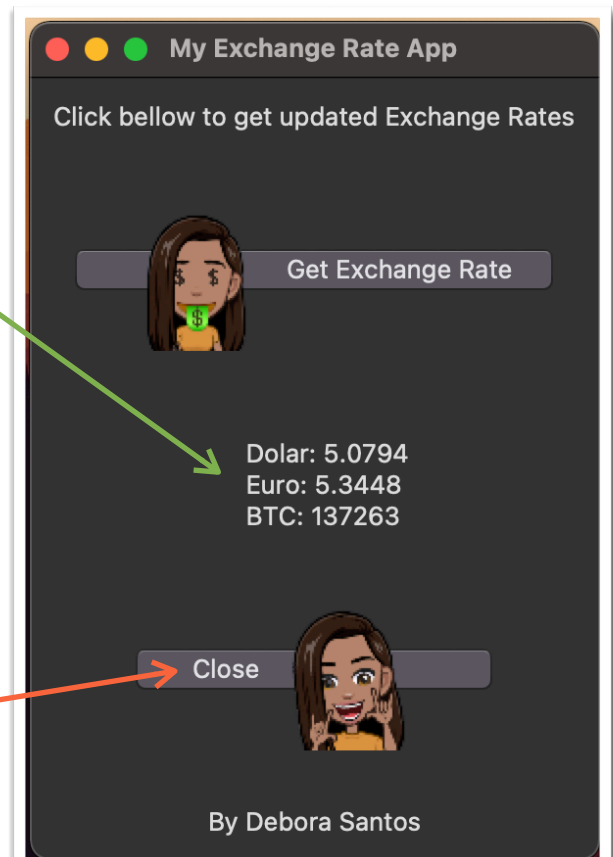 My Exchange Rate App
Click bellow to get updated Exchange Rates
$ $
$
Get Exchange Rate
Dolar: 5.0794
Euro: 5.3448
BTC: 137263
Close
By Debora Santos